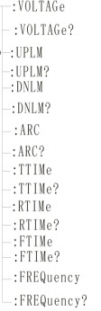 :VOLTAGe
:VOLTAGe?
:UPLM
:UPLM?
:DNLM
:DNLM?
:ARC
:ARC?
:TTIMe
:TTIMe?
:RTIMe
:RTIMe?
:FTIMe
:FTIMe?
:FREQuency
:FREQuency?